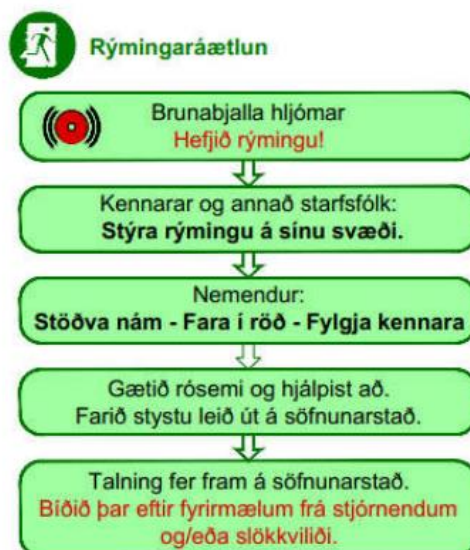 Rýmingaráætlun
Brunabjalla hljómar
Hefjið rýmingu!
Kennarar og annað starfsfólk:
Stýra rýmingu á sínu svæði.
Nemendur:
Stöðva nám - Fara í röð - Fylgja kennara
Gætið rósemi og hjálpist að.
Farið stystu leið út á söfnunarstað.
Talning fer fram á söfnunarstað.
Bíðið þar eftir fyrirmælum frá stjórnendum
og/eða slökkviliði.